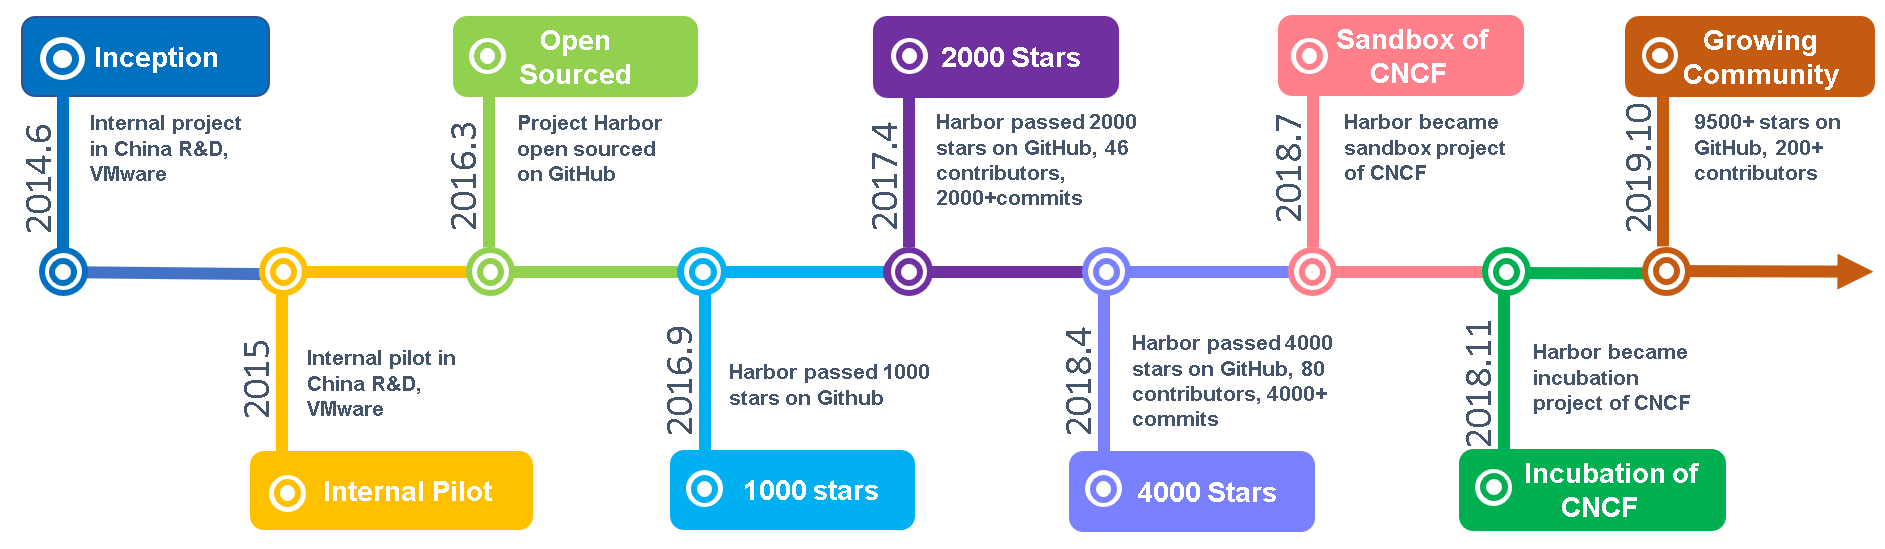 Inception
2014.6
Internal project
in China R&D,
VMware
2015
Internal pilot in
China R&D,
VMware
Internal Pilot
Open
Sourced
2016.3
Project Harbor
open sourced
on GitHub
2016.9
Harbor passed 1000
stars on Github
1000 stars
2000 Stars
2017.4
Harbor passed 2000
stars on GitHub, 46
contributors,
2000+commits
2018.4
Harbor passed 4000
stars on GitHub, 80
contributors, 4000+
commits
4000 Stars
Sandbox of
CNCF
2018.7
Harbor became
sandbox project
of CNCF
2018.11
Harbor became
incubation
project of CNCF
Incubation of
CNCF
Growing
Community
2019.10
9500+ stars on
GitHub, 200+
contributors